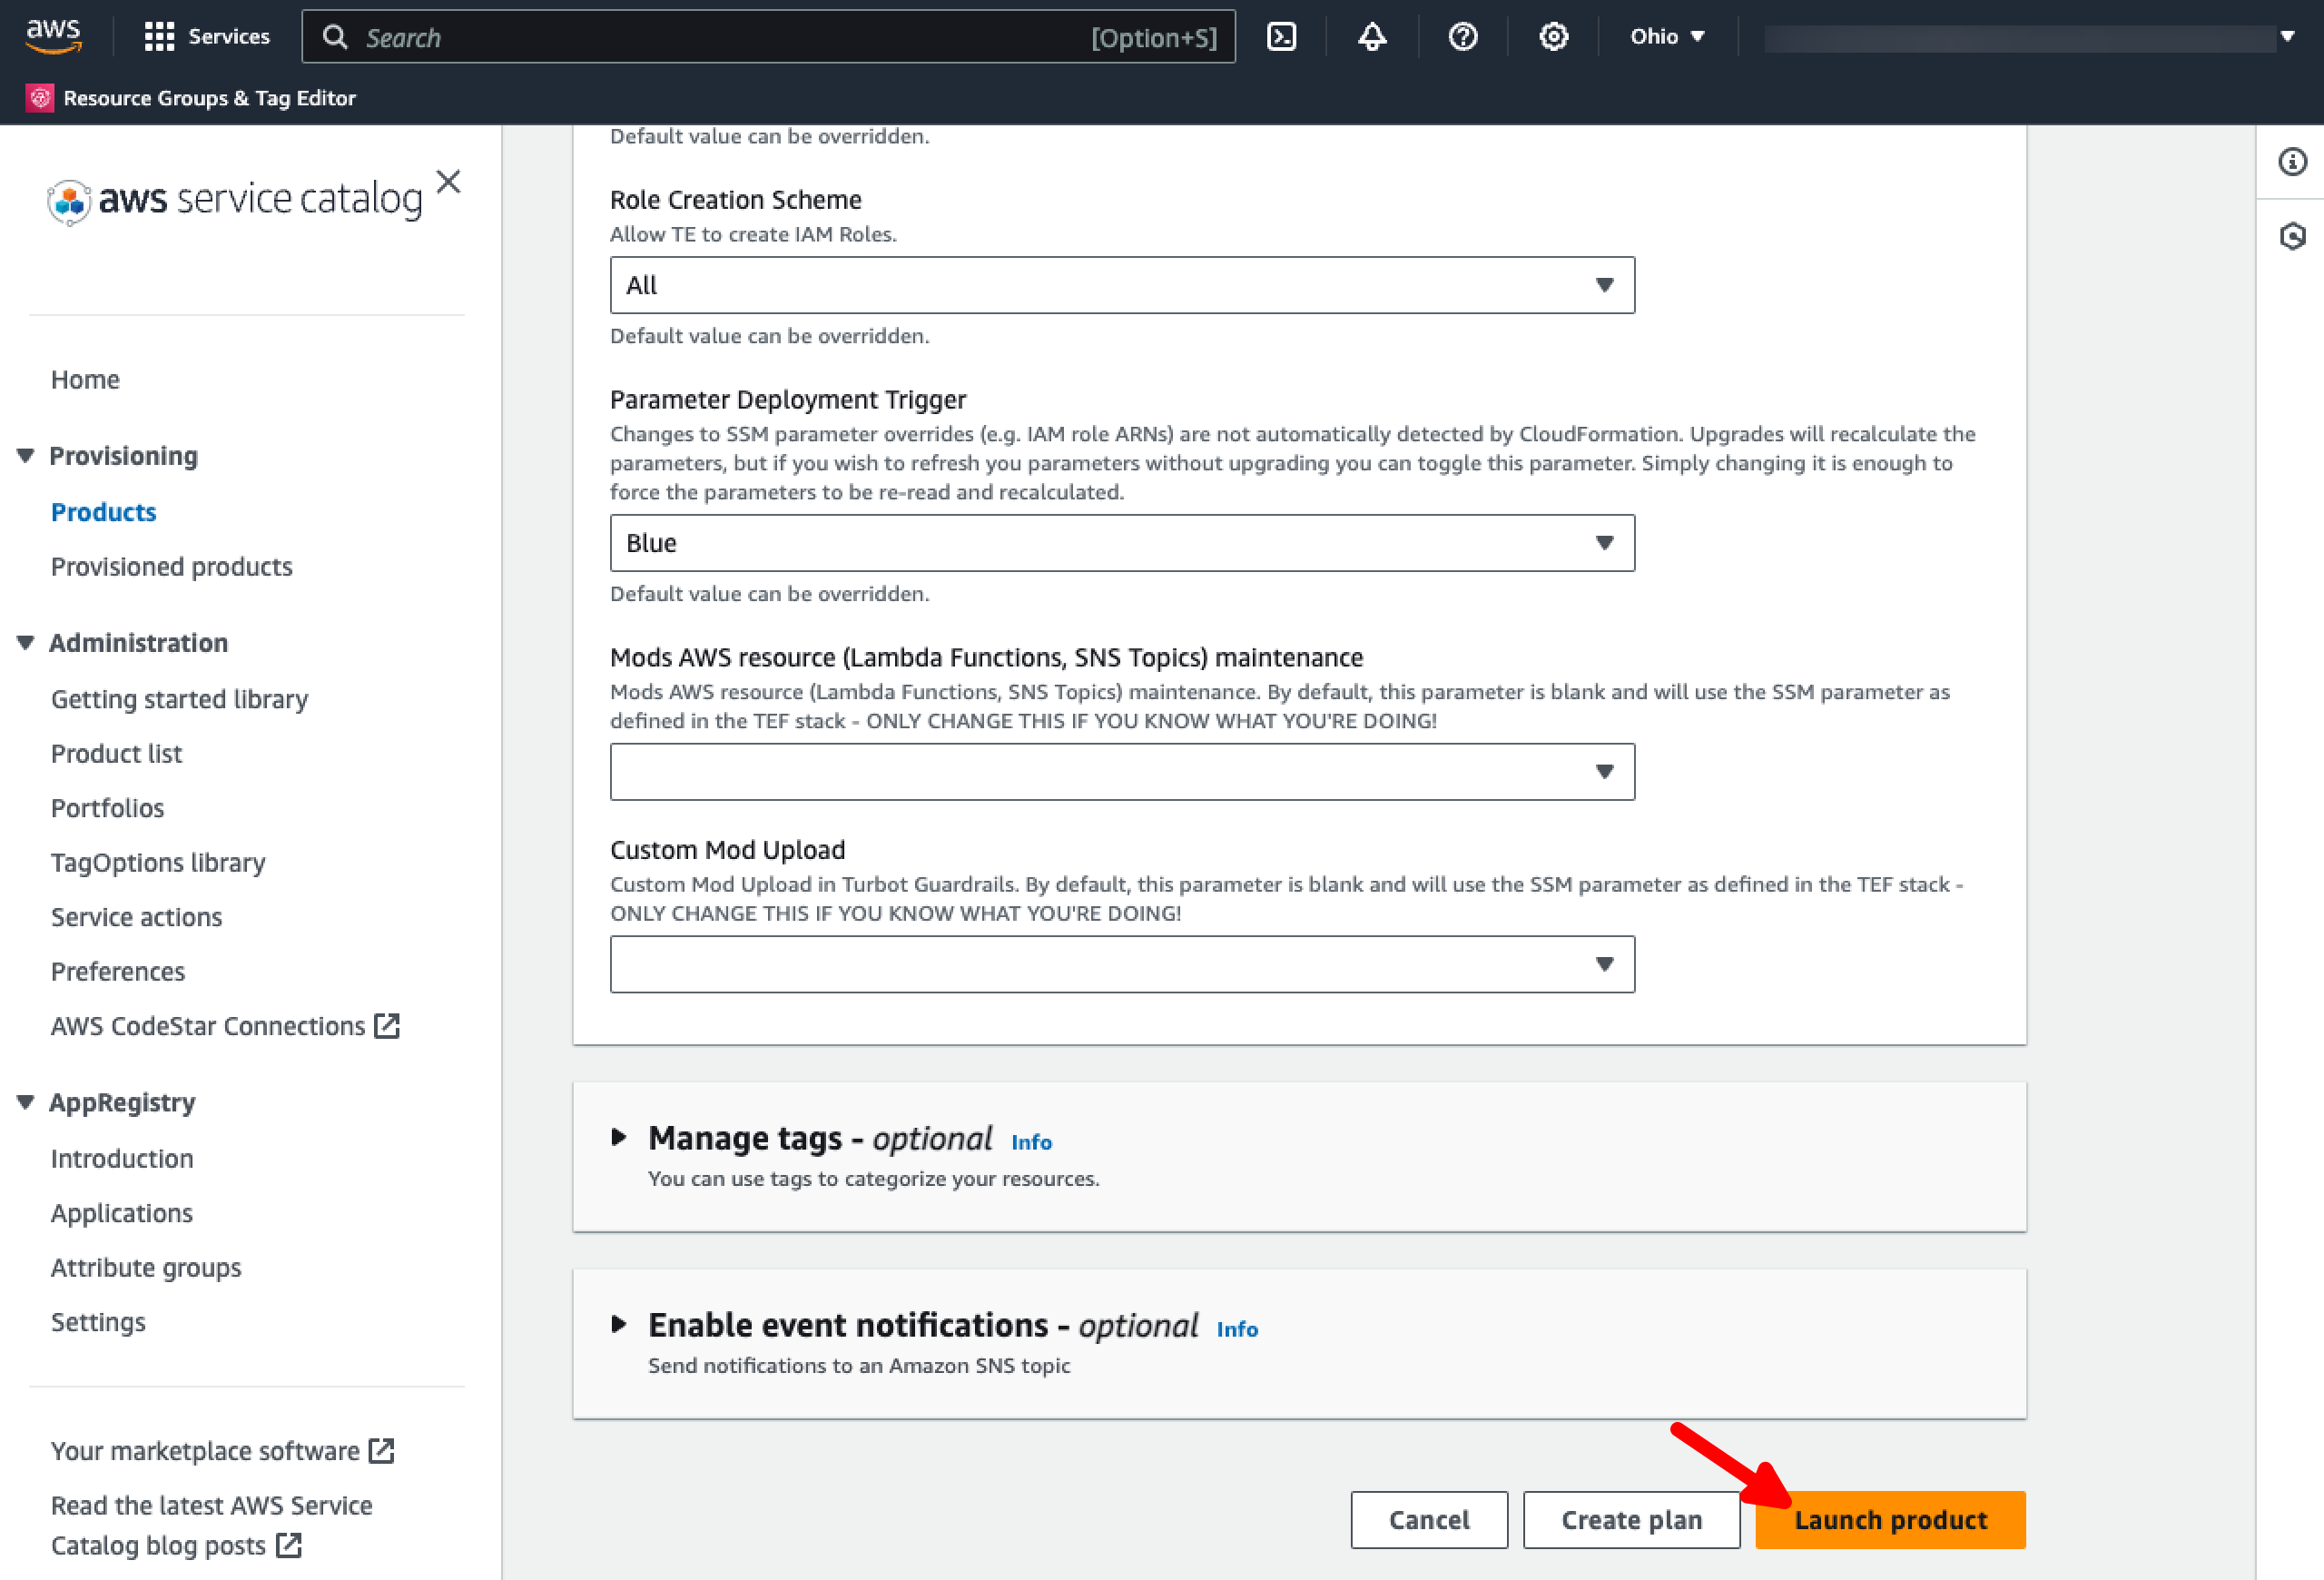 aws
Services
Search
[Option+S]
Ohio
Resource Groups & Tag Editor
aws service catalog
Home
Provisioning
Products
Provisioned products
Administration
Getting started library
Product list
Portfolios
TagOptions library
Service actions
Preferences
AWS CodeStar Connections
AppRegistry
Introduction
Applications
Attribute groups
Settings
Your marketplace software
Read the latest AWS Service
Catalog blog posts
Default value can be overridden.
Role Creation Scheme
Allow TE to create IAM Roles.
All
Default value can be overridden.
Parameter Deployment Trigger
Changes to SSM parameter overrides (e.g. IAM role ARNs) are not automatically detected by CloudFormation. Upgrades will recalculate the
parameters, but if you wish to refresh you parameters without upgrading you can toggle this parameter. Simply changing it is enough to
force the parameters to be re-read and recalculated.
Blue
Default value can be overridden.
Mods AWS resource (Lambda Functions, SNS Topics) maintenance
Mods AWS resource (Lambda Functions, SNS Topics) maintenance. By default, this parameter is blank and will use the SSM parameter as
defined in the TEF stack - ONLY CHANGE THIS IF YOU KNOW WHAT YOU'RE DOING!
Custom Mod Upload
Custom Mod Upload in Turbot Guardrails. By default, this parameter is blank and will use the SSM parameter as defined in the TEF stack -
ONLY CHANGE THIS IF YOU KNOW WHAT YOU'RE DOING!
Manage tags - optional Info
You can use tags to categorize your resources.
Enable event notifications - optional Info
Send notifications to an Amazon SNS topic
Cancel
Create plan
Launch product